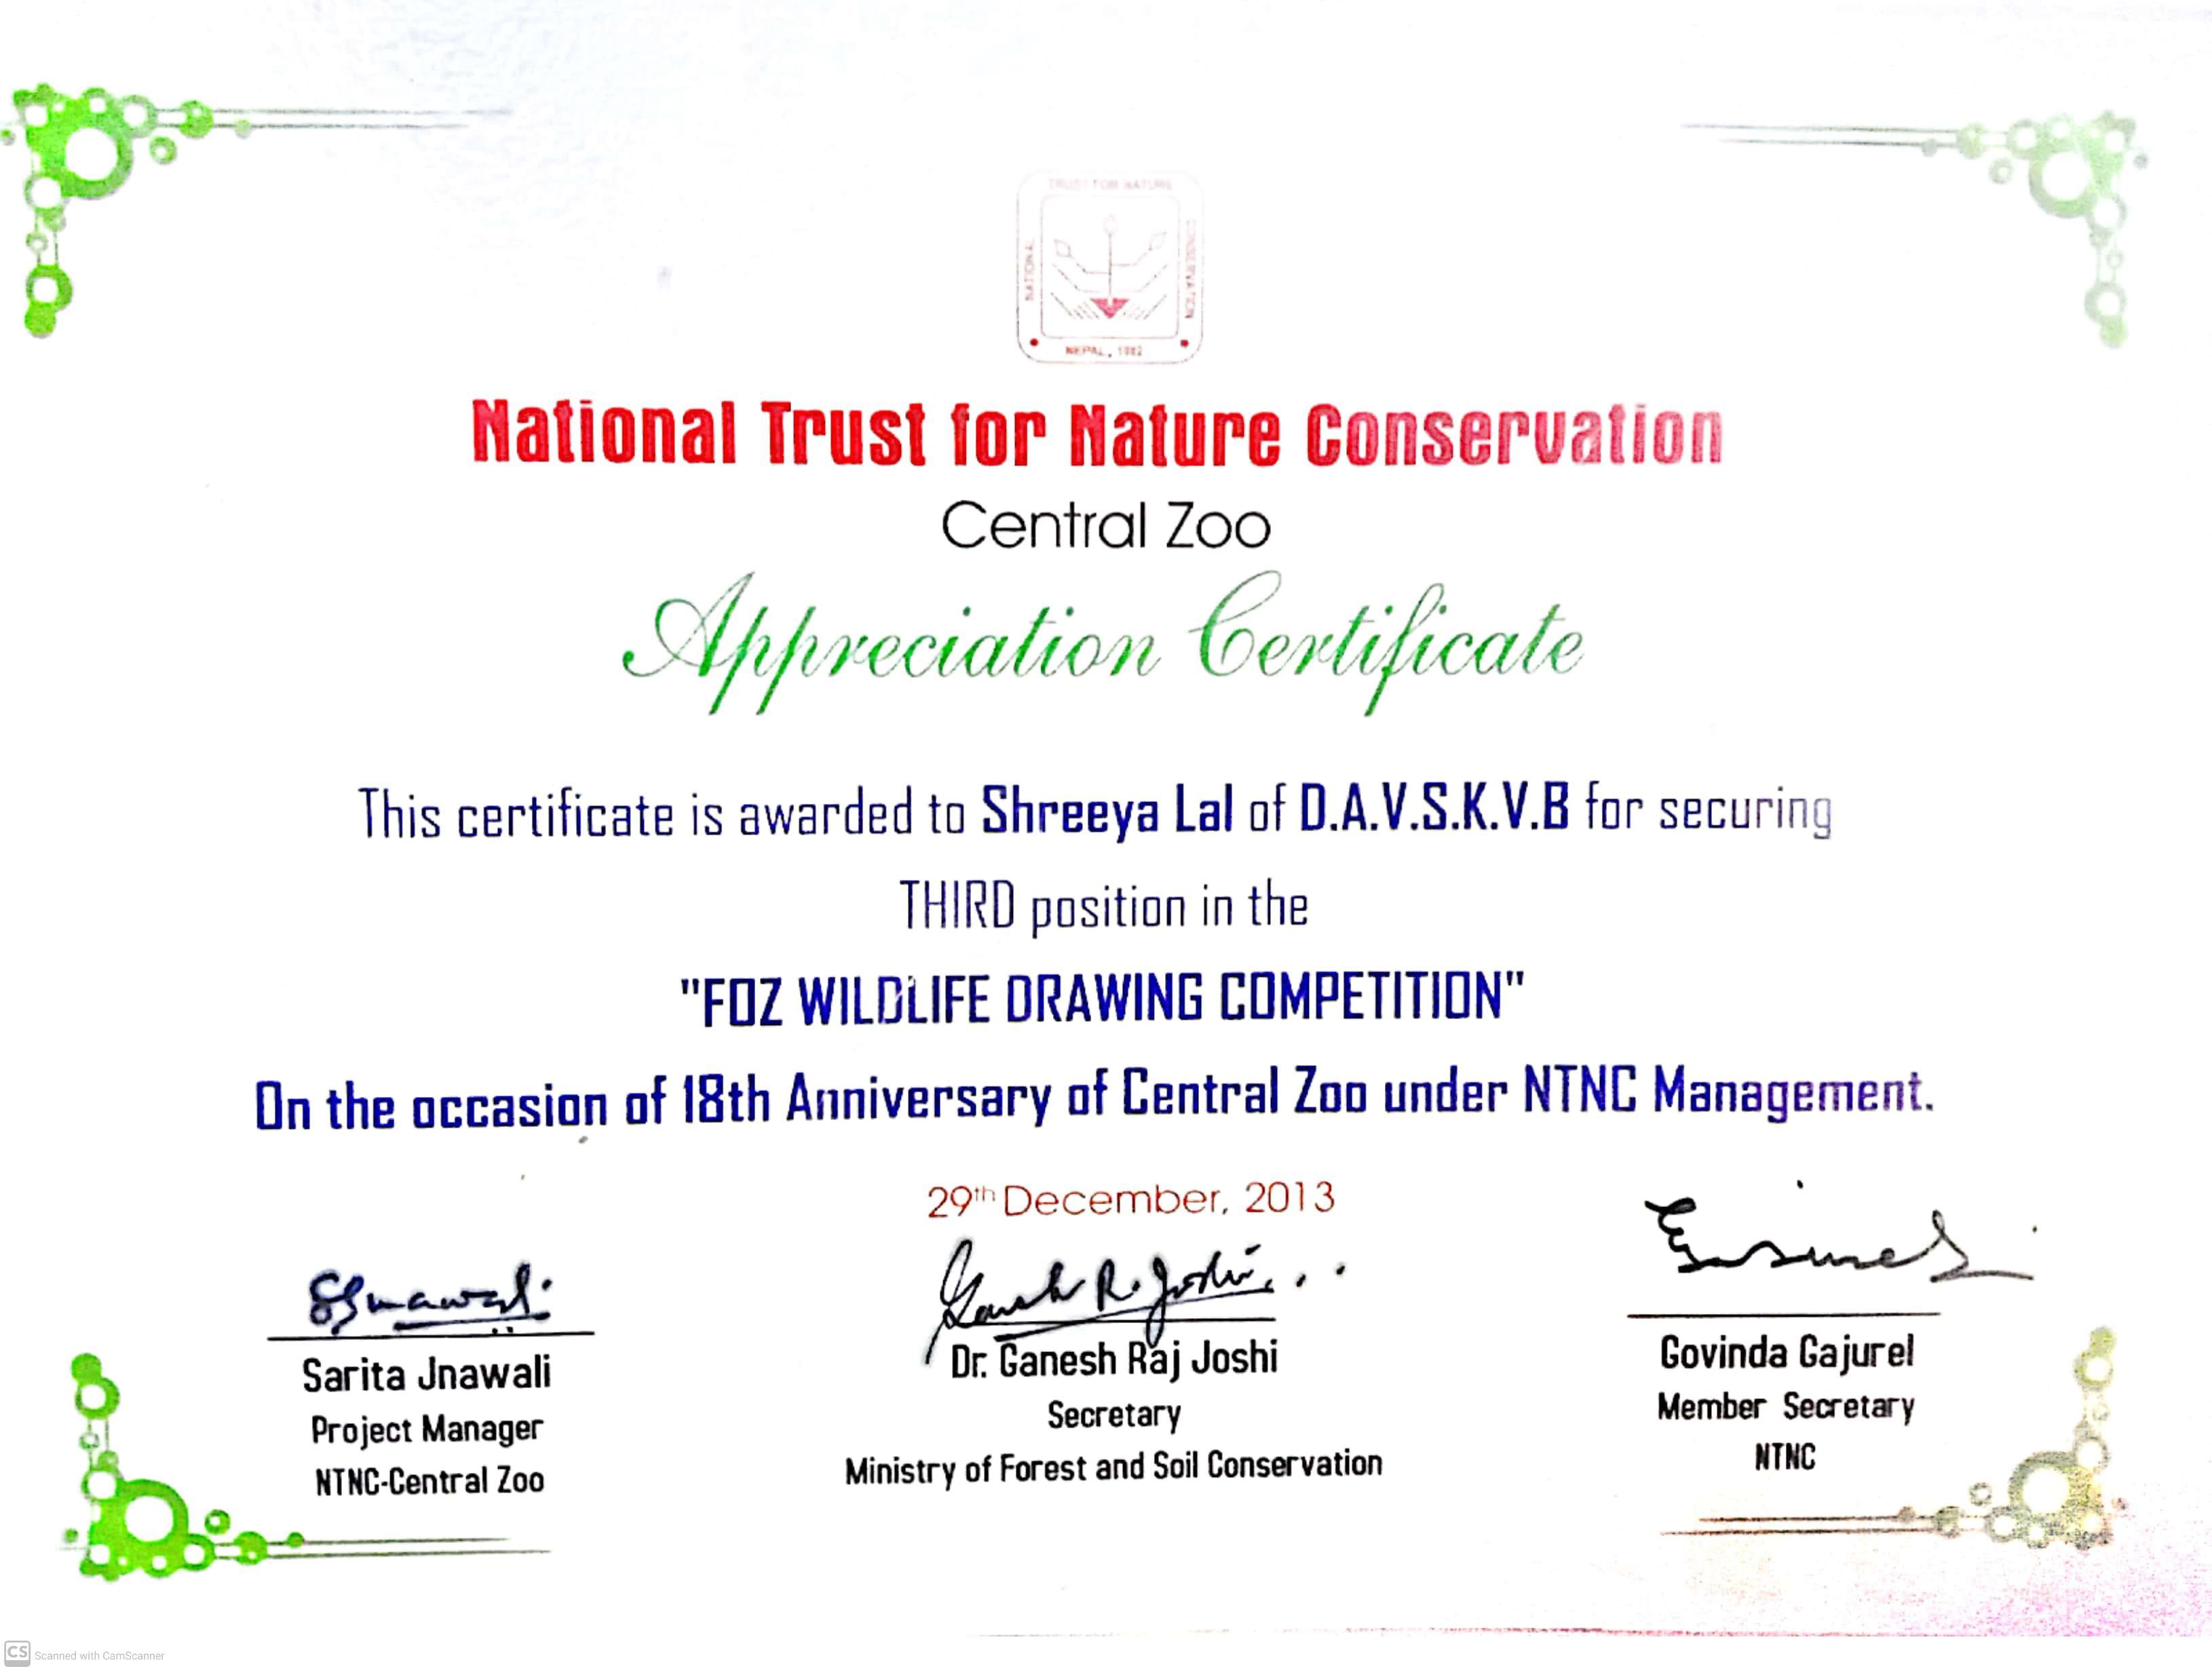 TRUST FOR NATURE
NATIONAL
CONSERVATION
NEPAL, 1982
National Trust for Nature Conservation
Central Zoo
Appreciation Certificate
This certificate is awarded to Shreeya Lal of D.A.V.S.K.V.B for securing
THIRD position in the
"FOZ WILDLIFE DRAWING COMPETITION"
On the occasion of 18th Anniversary of Central Zoo under NTNC Management.
29th December, 2013
Ganesh R. Joshi
Sarita Jnawali
Project Manager
NTNC-Central Zoo
Dr. Ganesh Raj Joshi
Secretary
Ministry of Forest and Soil Conservation
Govinda Gajurel
Member Secretary
NTNC
CS Scanned with CamScanner